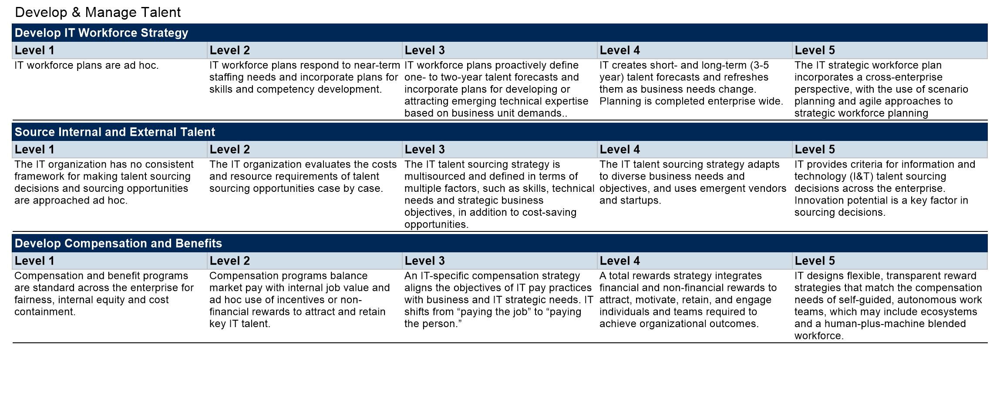 Develop & Manage Talent
Develop IT Workforce Strategy
Level 1
Level 2
Level 3
Level 4
Level 5
IT workforce plans are ad hoc.
IT workforce plans respond to near-term
staffing needs and incorporate plans for
skills and competency development.
IT workforce plans proactively define
one- to two-year talent forecasts and
incorporate plans for developing or
attracting emerging technical expertise
based on business unit demands..
IT creates short- and long-term (3-5
year) talent forecasts and refreshes
them as business needs change.
Planning is completed enterprise wide.
The IT strategic workforce plan
incorporates a cross-enterprise
perspective, with the use of scenario
planning and agile approaches to
strategic workforce planning
Source Internal and External Talent
Level 1
Level 2
Level 3
Level 4
Level 5
The IT organization has no consistent
framework for making talent sourcing
decisions and sourcing opportunities
are approached ad hoc.
The IT organization evaluates the costs
and resource requirements of talent
sourcing opportunities case by case.
The IT talent sourcing strategy is
multisourced and defined in terms of
multiple factors, such as skills, technical
needs and strategic business
objectives, in addition to cost-saving
opportunities.
The IT talent sourcing strategy adapts
to diverse business needs and
objectives, and uses emergent vendors
and startups.
IT provides criteria for information and
technology (I&T) talent sourcing
decisions across the enterprise.
Innovation potential is a key factor in
sourcing decisions.
Develop Compensation and Benefits
Level 1
Level 2
Level 3
Level 4
Level 5
Compensation and benefit programs
are standard across the enterprise for
fairness, internal equity and cost
containment.
Compensation programs balance
market pay with internal job value and
ad hoc use of incentives or non-
financial rewards to attract and retain
key IT talent.
An IT-specific compensation strategy
aligns the objectives of IT pay practices
with business and IT strategic needs. IT
shifts from “paying the job” to “paying
the person.”
A total rewards strategy integrates
financial and non-financial rewards to
attract, motivate, retain, and engage
individuals and teams required to
achieve organizational outcomes.
IT designs flexible, transparent reward
strategies that match the compensation
needs of self-guided, autonomous work
teams, which may include ecosystems
and a human-plus-machine blended
workforce.